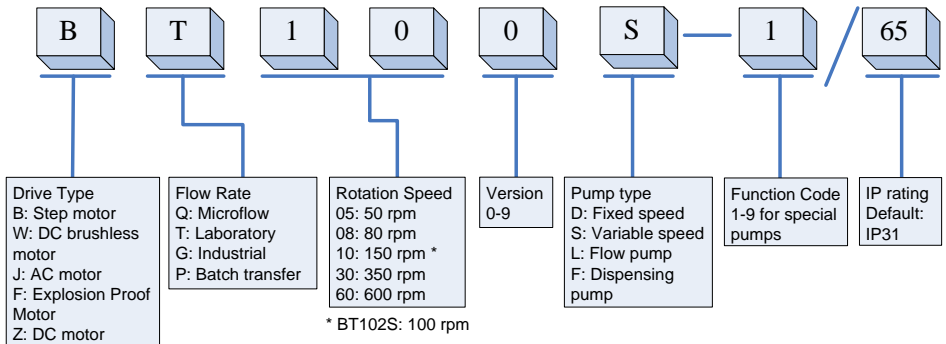 B T 1 0 0 S 1 65
Drive Type
B: Step motor
W: DC brushless
motor
J: AC motor
F: Explosion Proof
Motor
Z: DC motor
Flow Rate
Q: Microflow
T: Laboratory
G: Industrial
P: Batch transfer
Rotation Speed
05: 50 rpm
08: 80 rpm
10: 150 rpm *
30: 350 rpm
60: 600 rpm
* BT102S: 100 rpm
Version
0-9
Pump type
D: Fixed speed
S: Variable speed
L: Flow pump
F: Dispensing
pump
Function Code
1-9 for special
pumps
IP rating
Default:
IP31